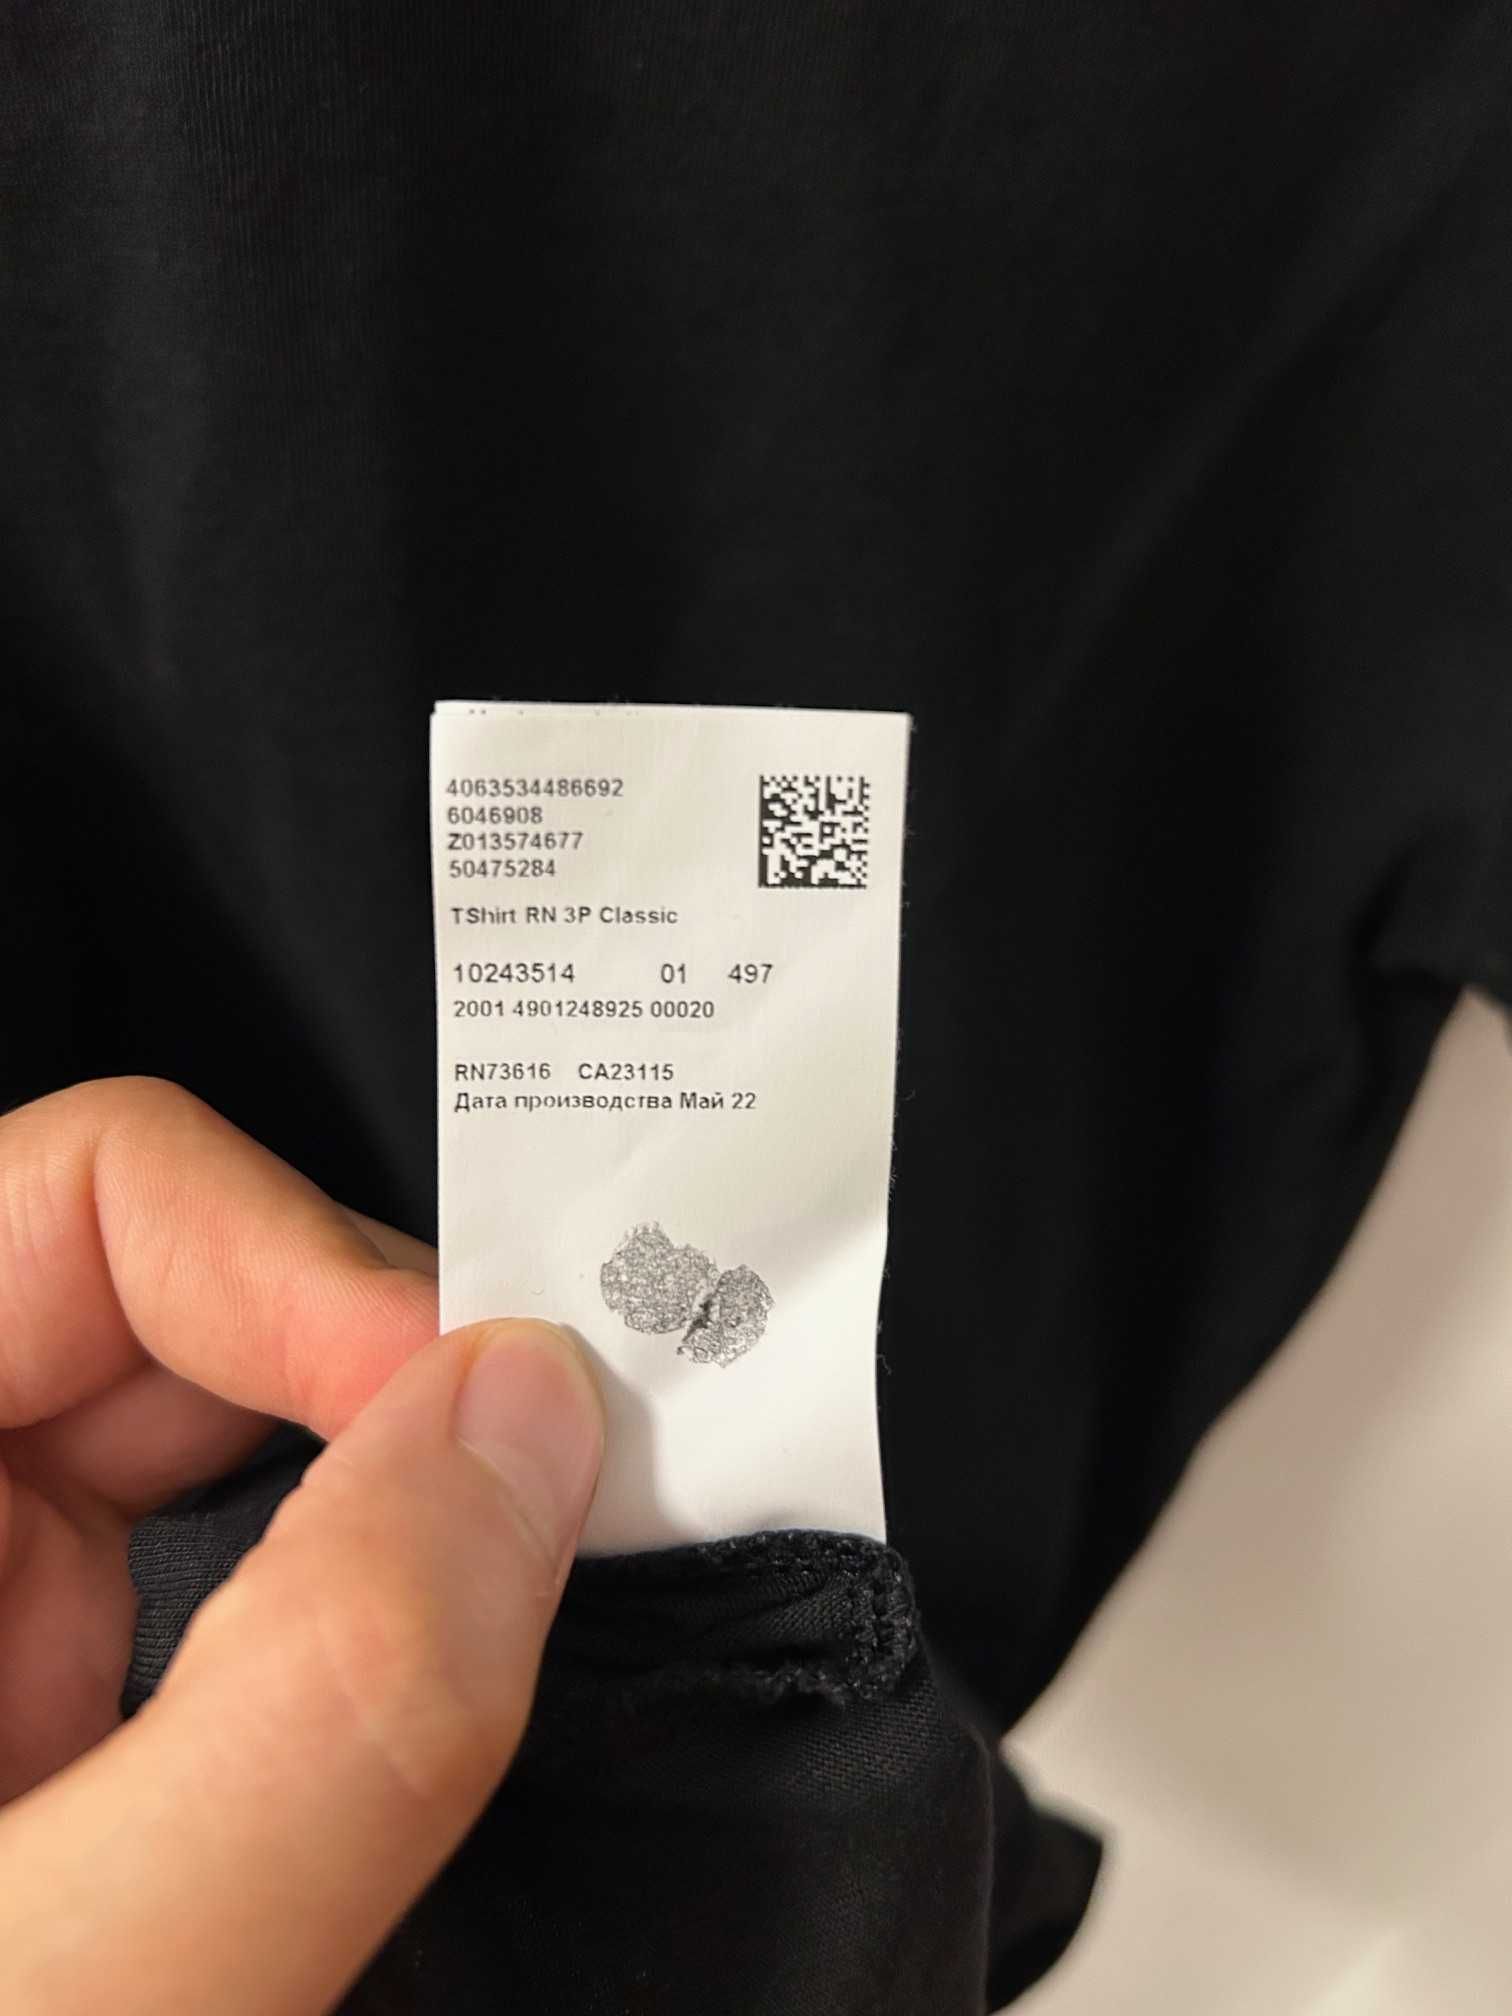 4063534486692
6046908
Z013574677
50475284
TShirt RN 3P Classic
10243514 01 497
2001 4901248925 00020
RN73616 CA23115
Дата производства Май 22